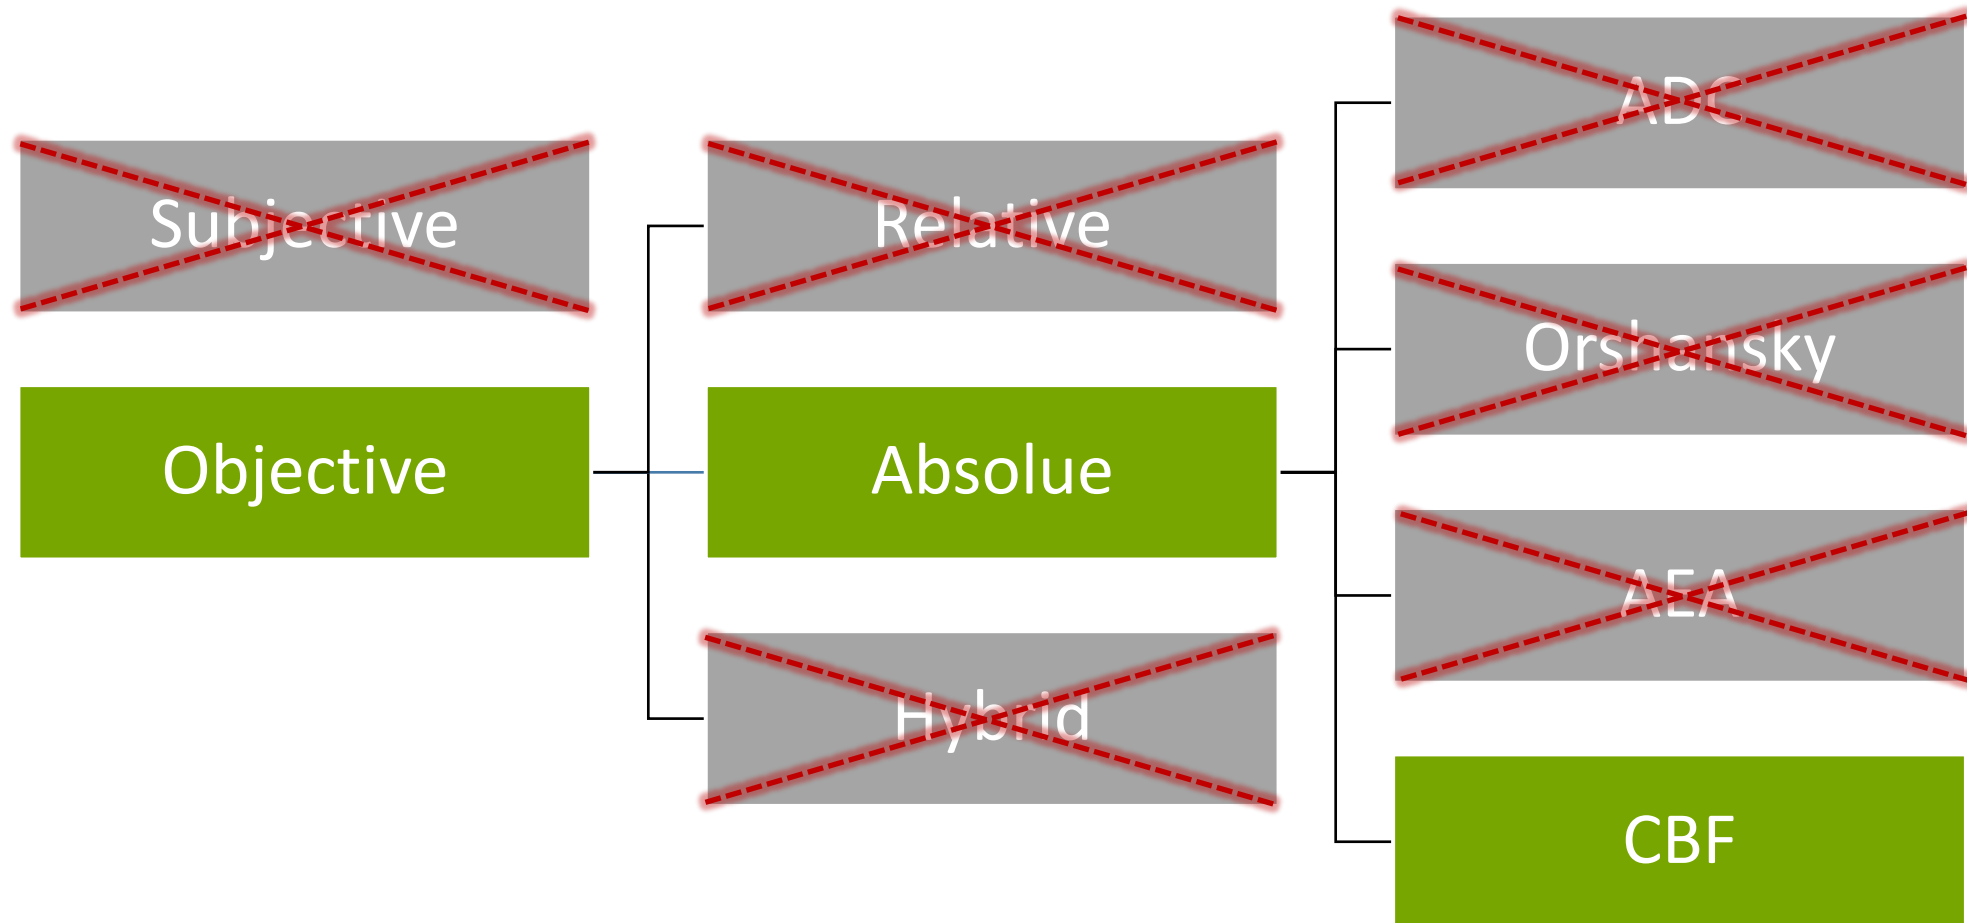 Subjective
Objective
Relative
Absolue
Hybrid
ADC
Orshansky
AEA
CBF